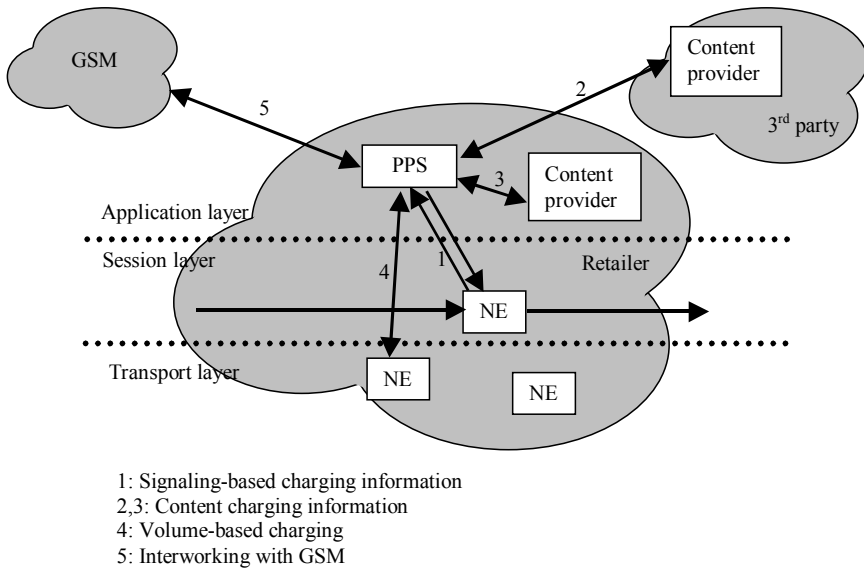 GSM
Content
provider
3rd party
2
5
PPS
3
Content
provider
Application layer
Session layer
1
4
Retailer
NE
Transport layer
NE
NE
1: Signaling-based charging information
2,3: Content charging information
4: Volume-based charging
5: Interworking with GSM